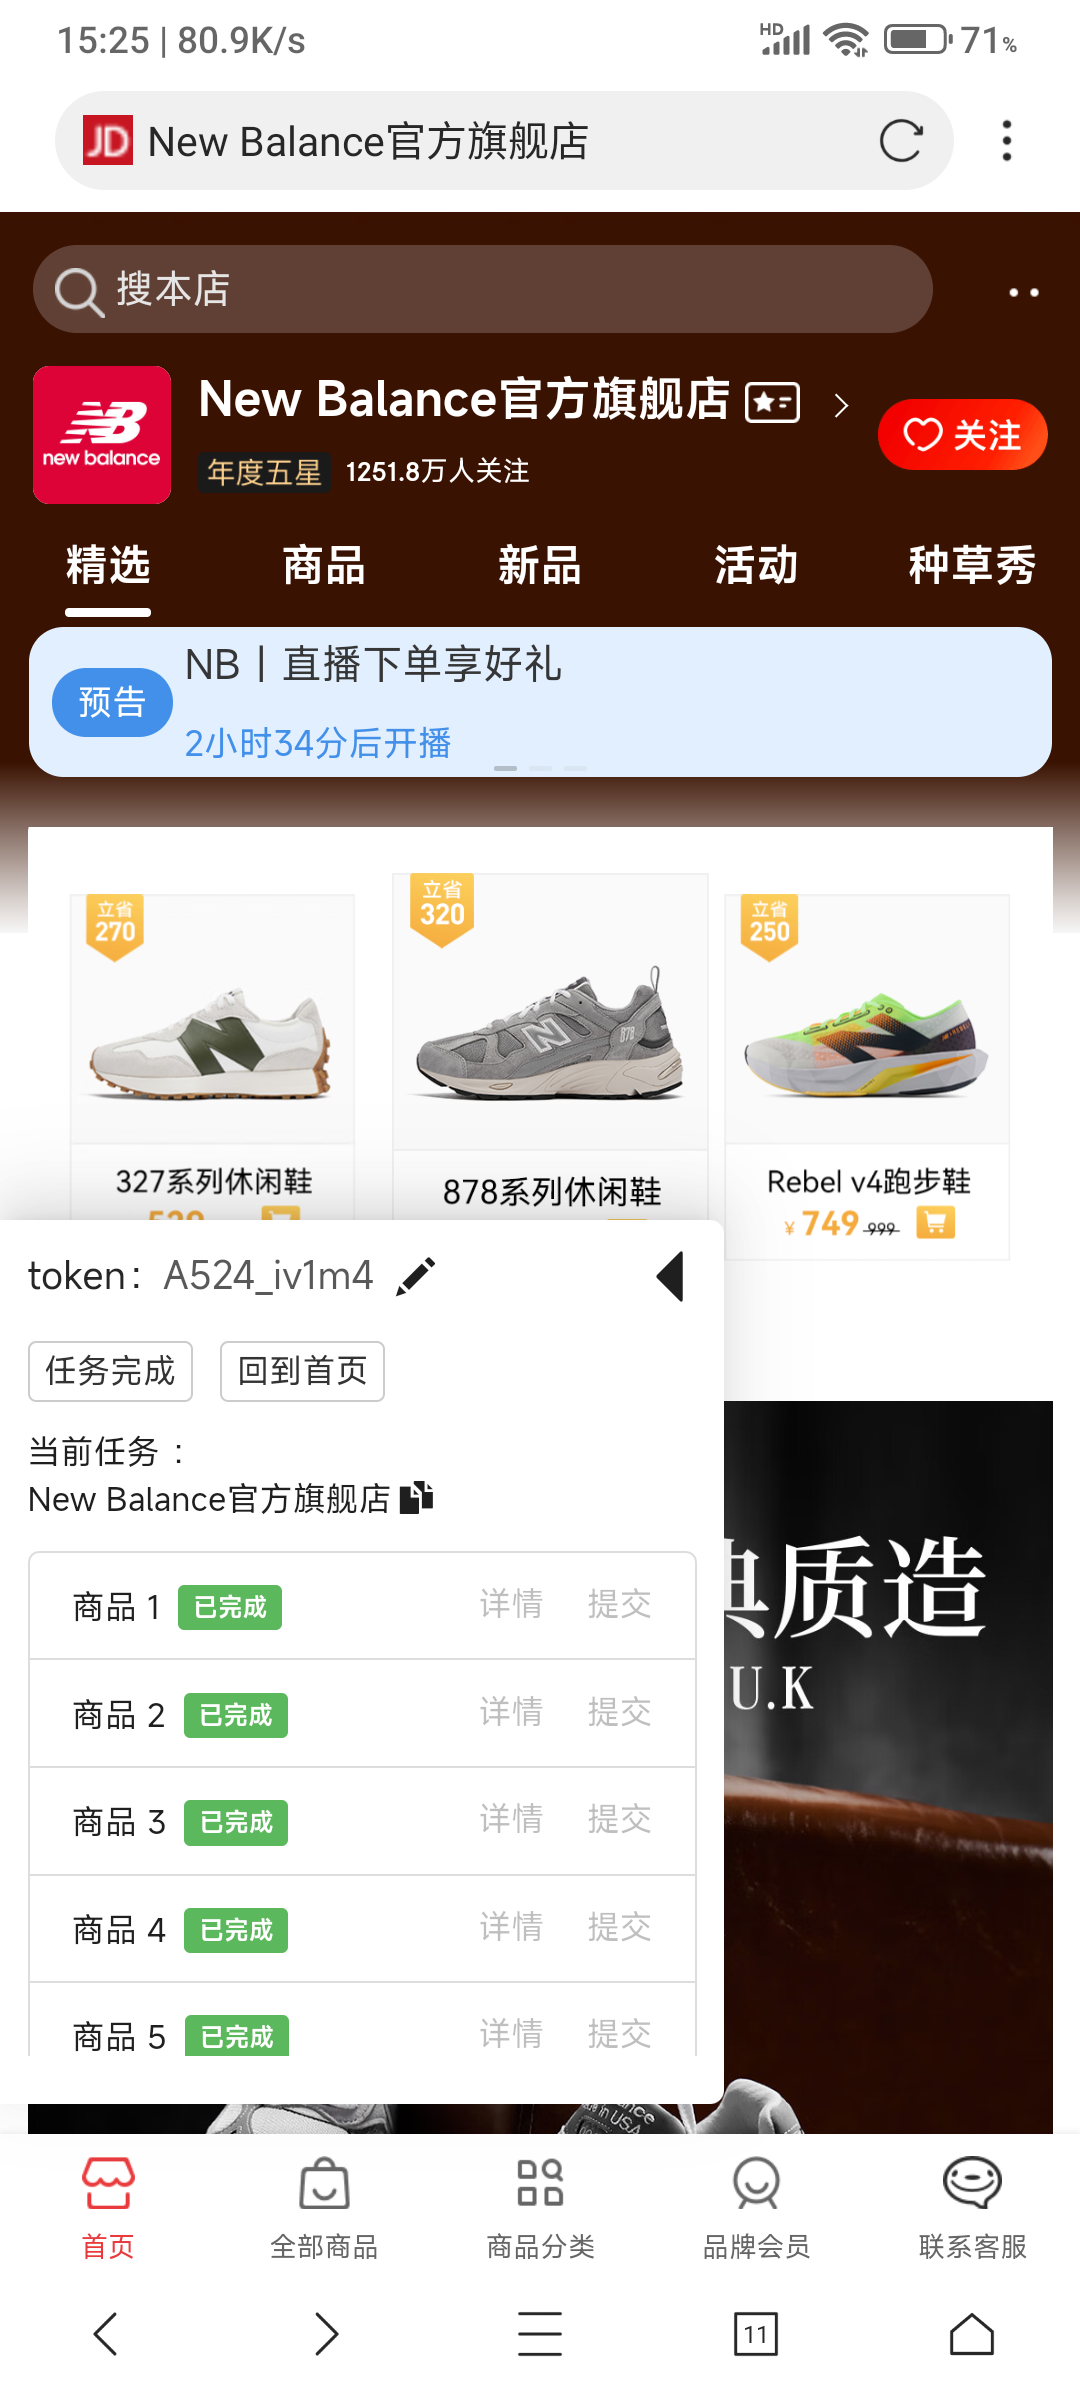 15:25 | 80.9K/s
HD
71%
JD New Balance官方旗舰店
搜本店
New Balance官方旗舰店
new balance
关注
年度五星 1251.8万人关注
精选 商品 新品 活动 种草秀
NB丨直播下单享好礼
预告
2小时34分后开播
立省
270
立省
320
立省
250
878
327系列休闲鞋
878系列休闲鞋
Rebel v4跑步鞋
¥749 999
token: A524_iv1m4
任务完成 回到首页
当前任务 :
New Balance官方旗舰店
商品 1 已完成 详情 提交
商品 2 已完成 详情 提交
商品 3 已完成 详情 提交
商品 4 已完成 详情 提交
商品 5 已完成 详情 提交
质造
U.K
in USA
首页 全部商品 商品分类 品牌会员 联系客服
11